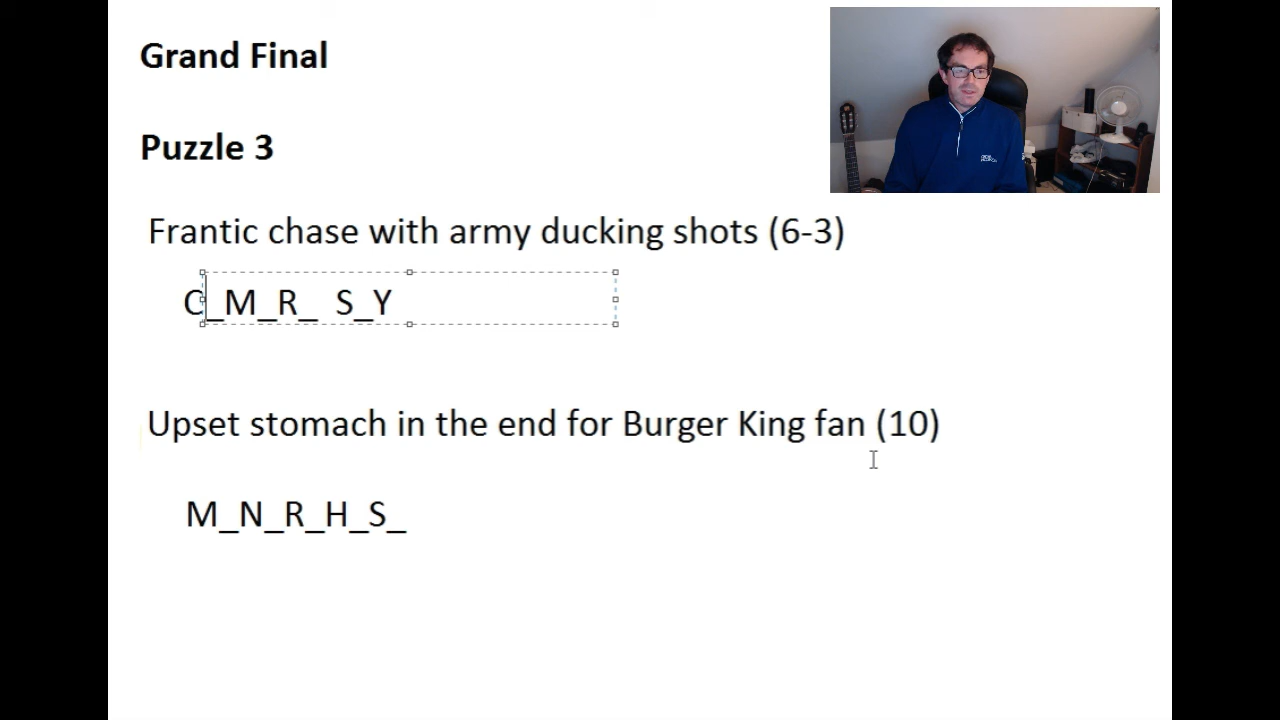 Grand Final
Puzzle 3
Frantic chase with army ducking shots (6-3)
C_M_R_ S_Y
Upset stomach in the end for Burger King fan (10)
M_N_R_H_S_